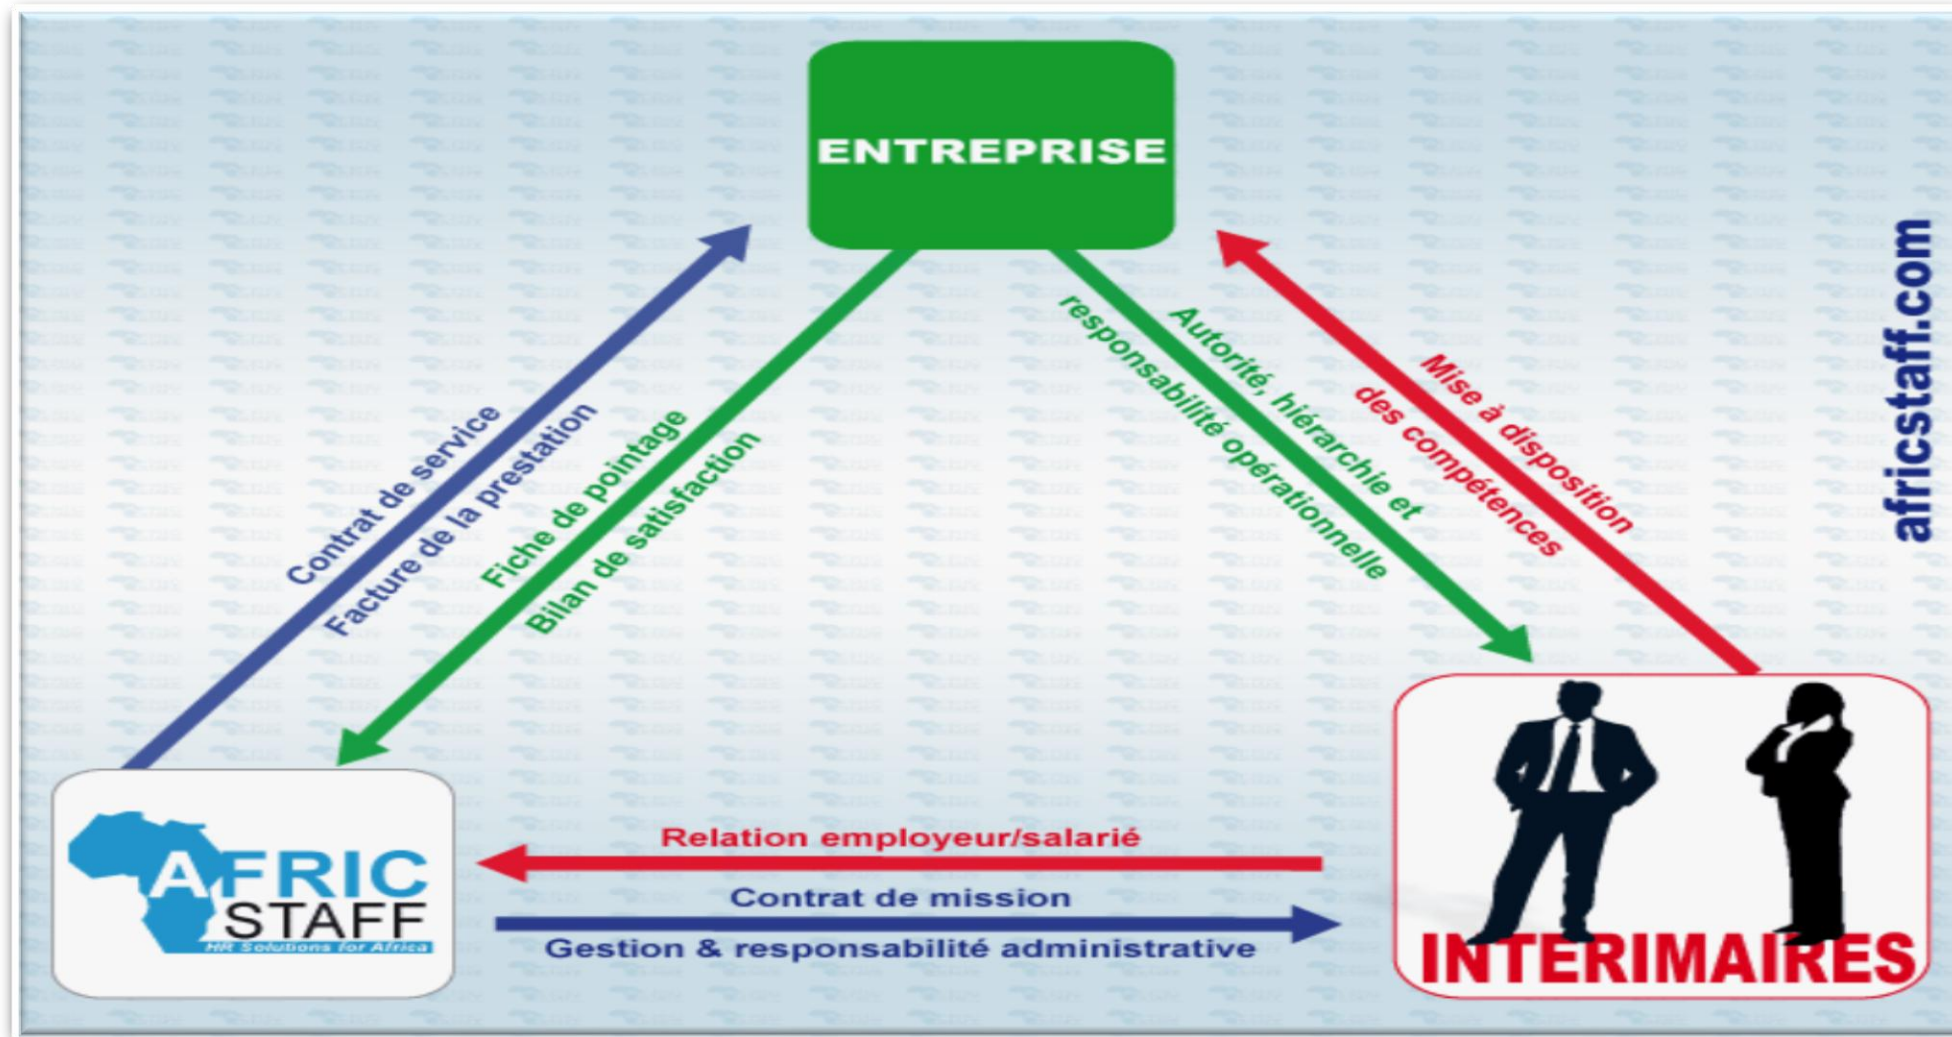 ENTREPRISE
africstaff.com
Contrat de service
Facture de la prestation
Fiche de pointage
Bilan de satisfaction
Autorité, hiérarchie et
responsabilité opérationnelle
Mise à disposition
des compétences
Relation employeur/salarié
Contrat de mission
Gestion & responsabilité administrative
AFRIC
STAFF
HR Solutions for Africa
INTERIMAIRES